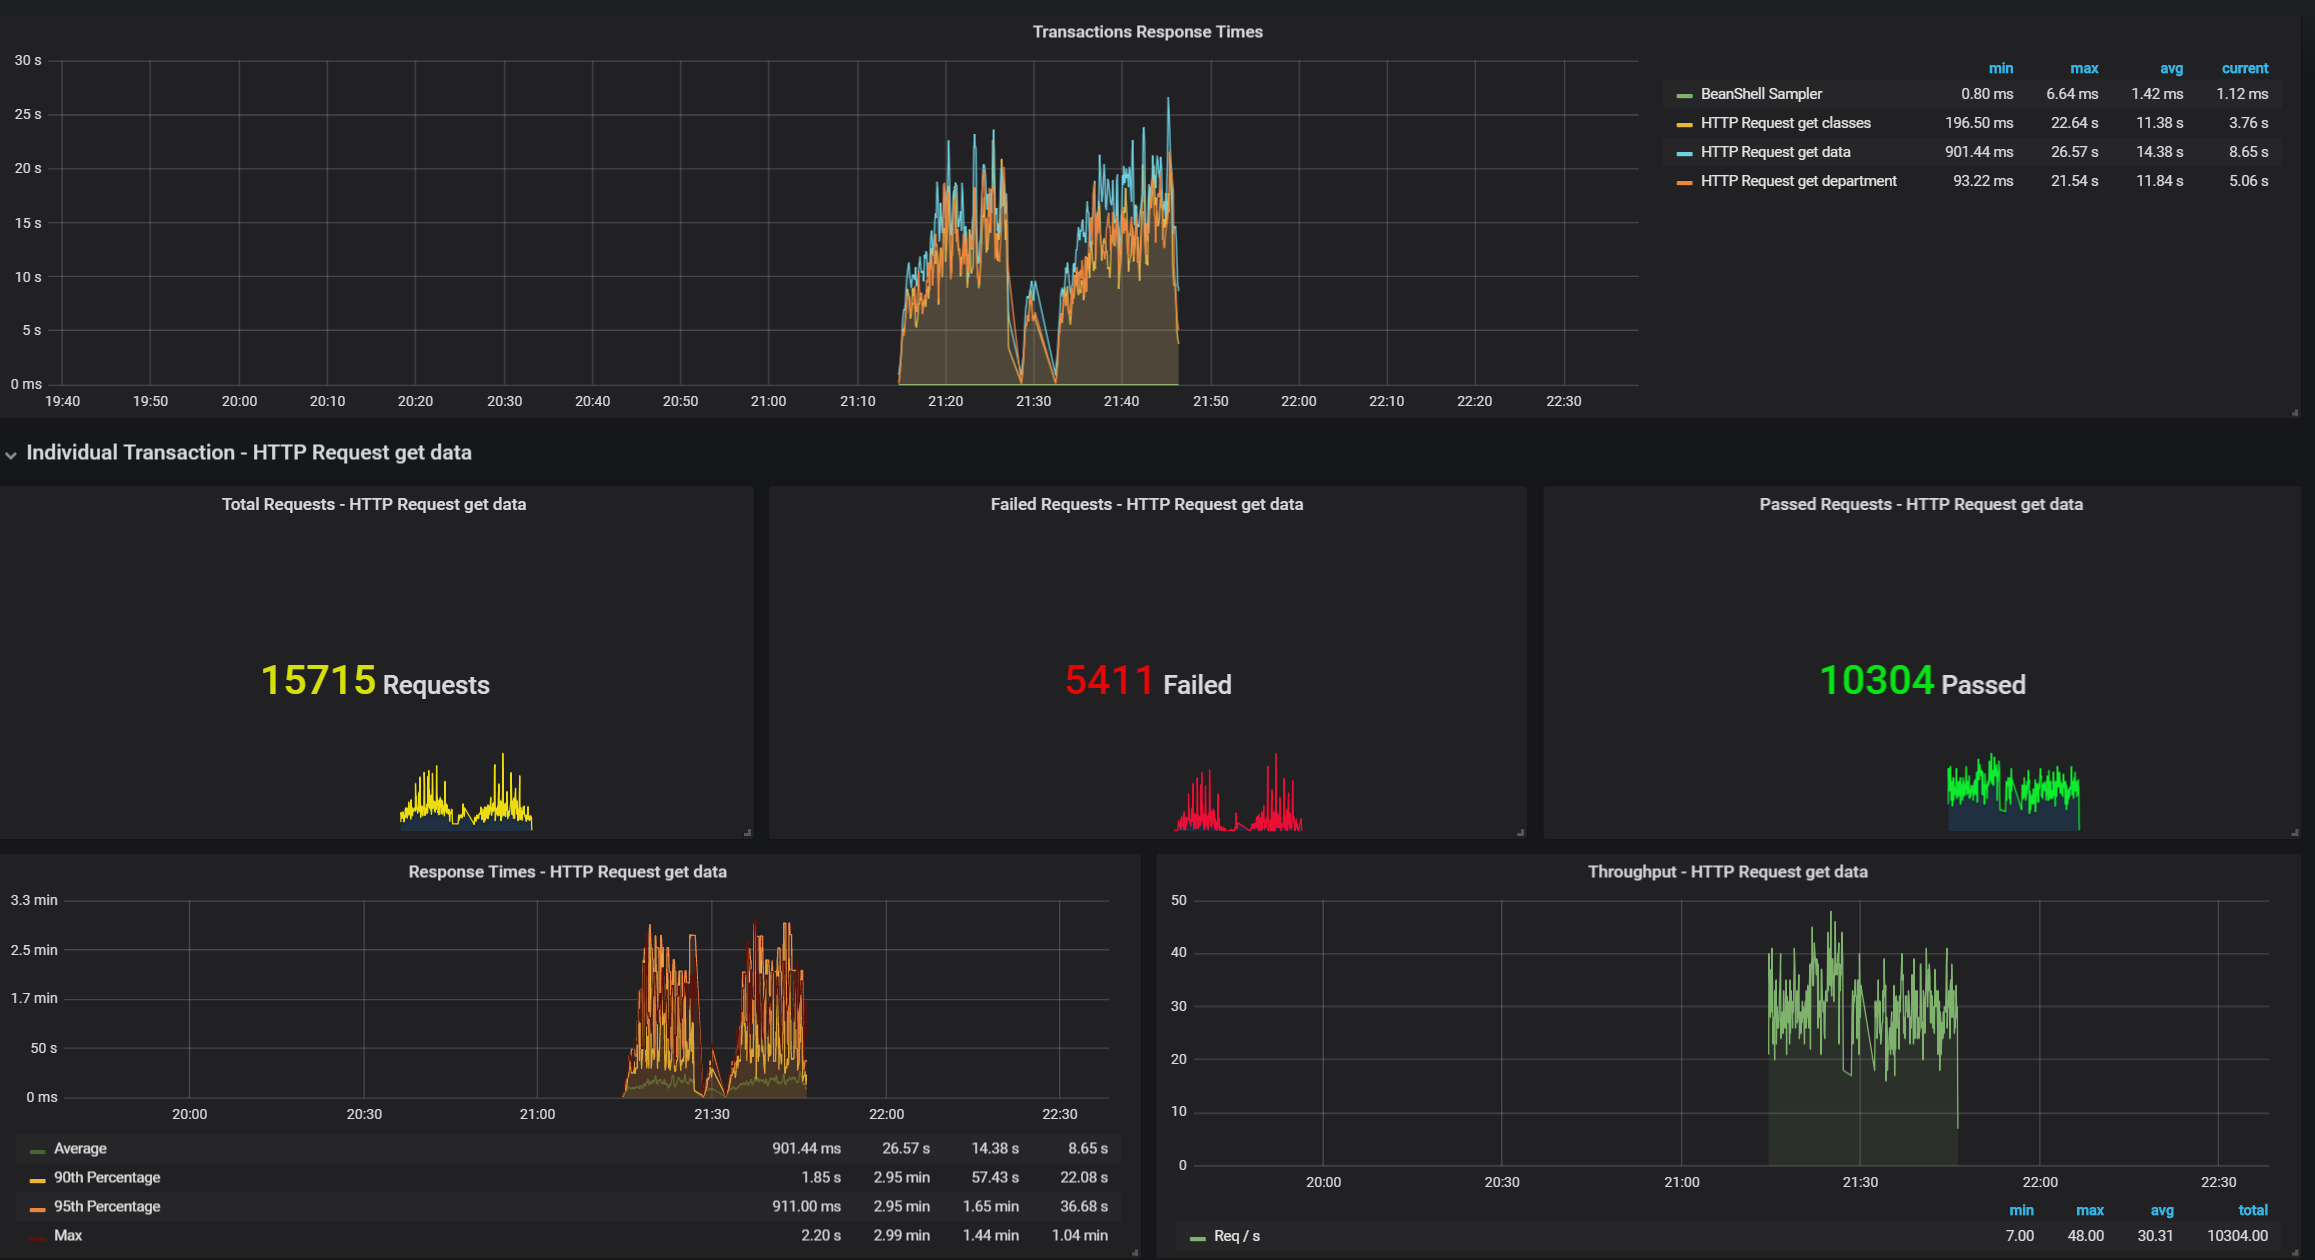 Transactions Response Times
30 s
25 s
20 s
15 s
10 s
5 s
0 ms
19:40 19:50 20:00 20:10 20:20 20:30 20:40 20:50 21:00 21:10 21:20 21:30 21:40 21:50 22:00 22:10 22:20 22:30
min max avg current
BeanShell Sampler 0.80 ms 6.64 ms 1.42 ms 1.12 ms
HTTP Request get classes 196.50 ms 22.64 s 11.38 s 3.76 s
HTTP Request get data 901.44 ms 26.57 s 14.38 s 8.65 s
HTTP Request get department 93.22 ms 21.54 s 11.84 s 5.06 s
Individual Transaction - HTTP Request get data
Total Requests - HTTP Request get data
15715 Requests
Failed Requests - HTTP Request get data
5411 Failed
Passed Requests - HTTP Request get data
10304 Passed
Response Times - HTTP Request get data
3.3 min
2.5 min
1.7 min
50 s
0 ms
20:00 20:30 21:00 21:30 22:00 22:30
Average 901.44 ms 26.57 s 14.38 s 8.65 s
90th Percentage 1.85 s 2.95 min 57.43 s 22.08 s
95th Percentage 911.00 ms 2.95 min 1.65 min 36.68 s
Max 2.20 s 2.99 min 1.44 min 1.04 min
Throughput - HTTP Request get data
50
40
30
20
10
0
20:00 20:30 21:00 21:30 22:00 22:30
min max avg total
Req / s 7.00 48.00 30.31 10304.00